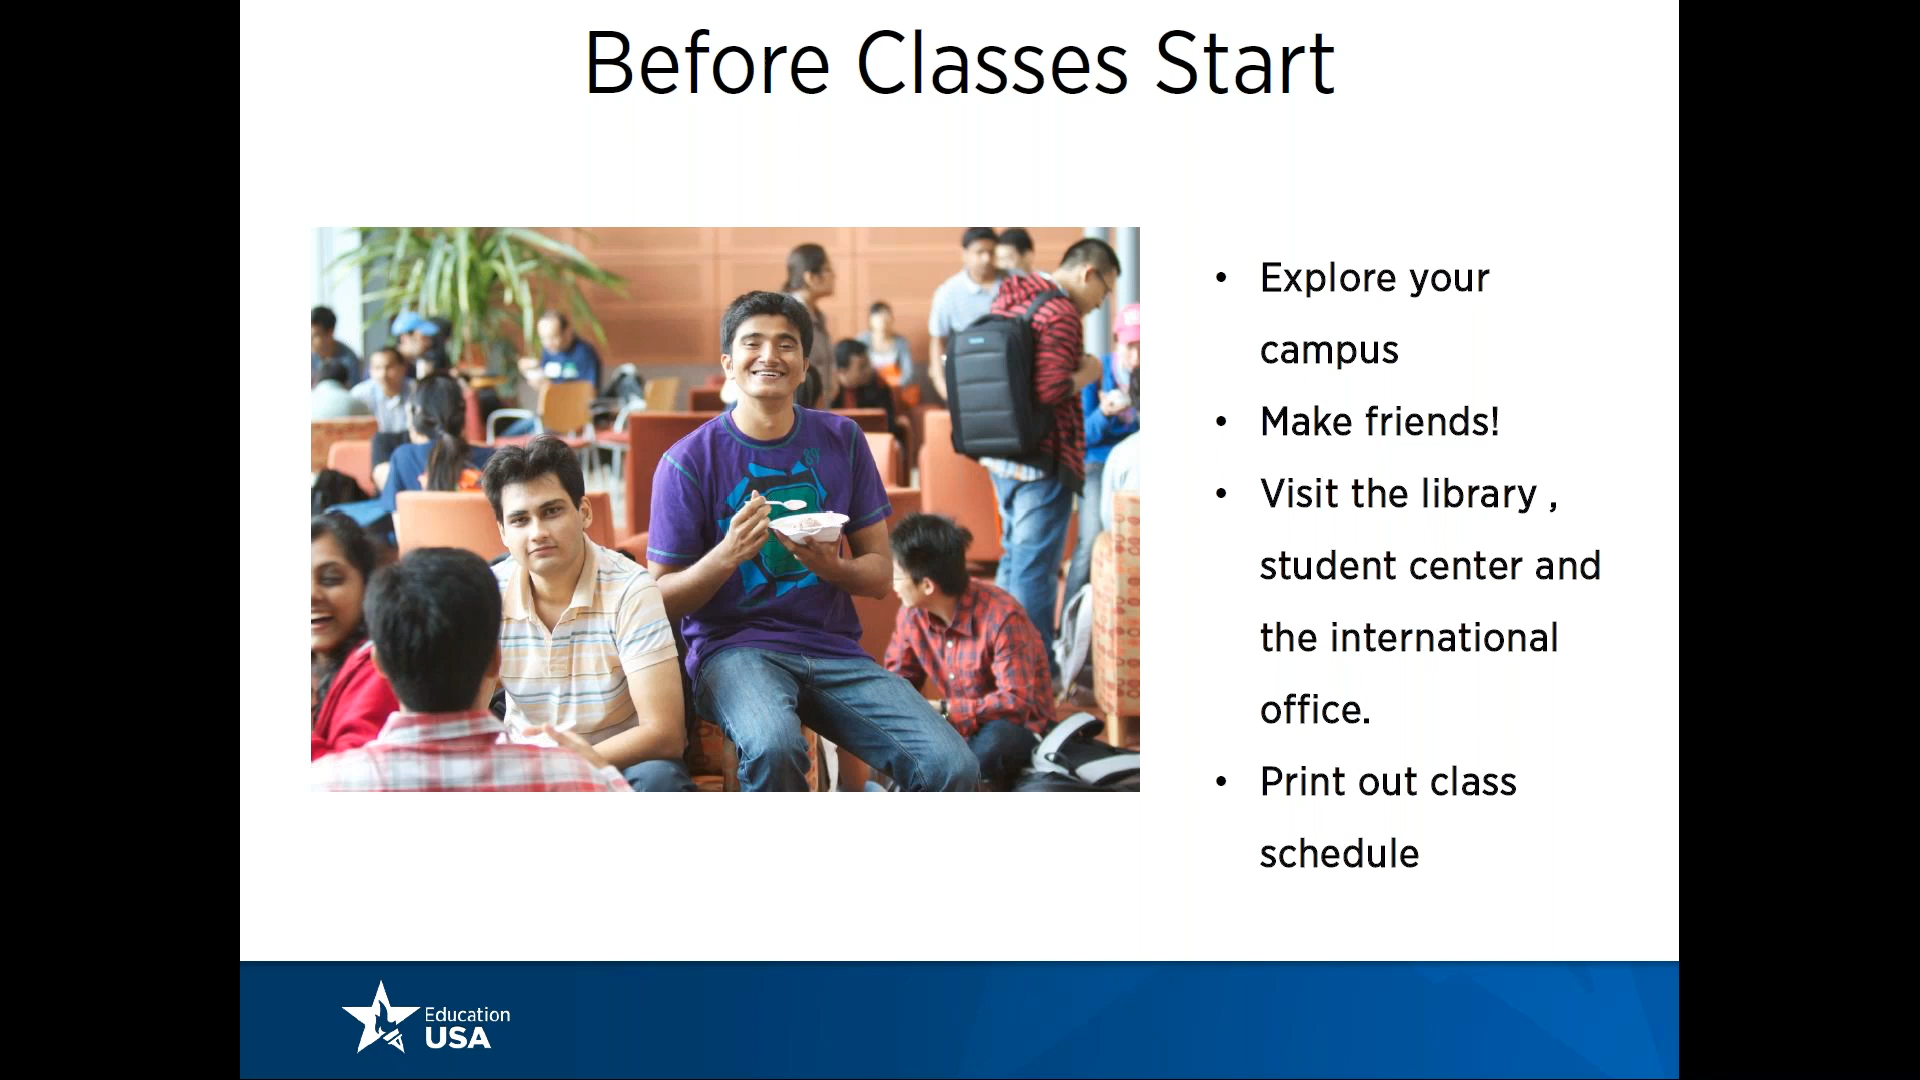 Before Classes Start
• Explore your
campus
• Make friends!
• Visit the library ,
student center and
the international
office.
• Print out class
schedule
Education
USA